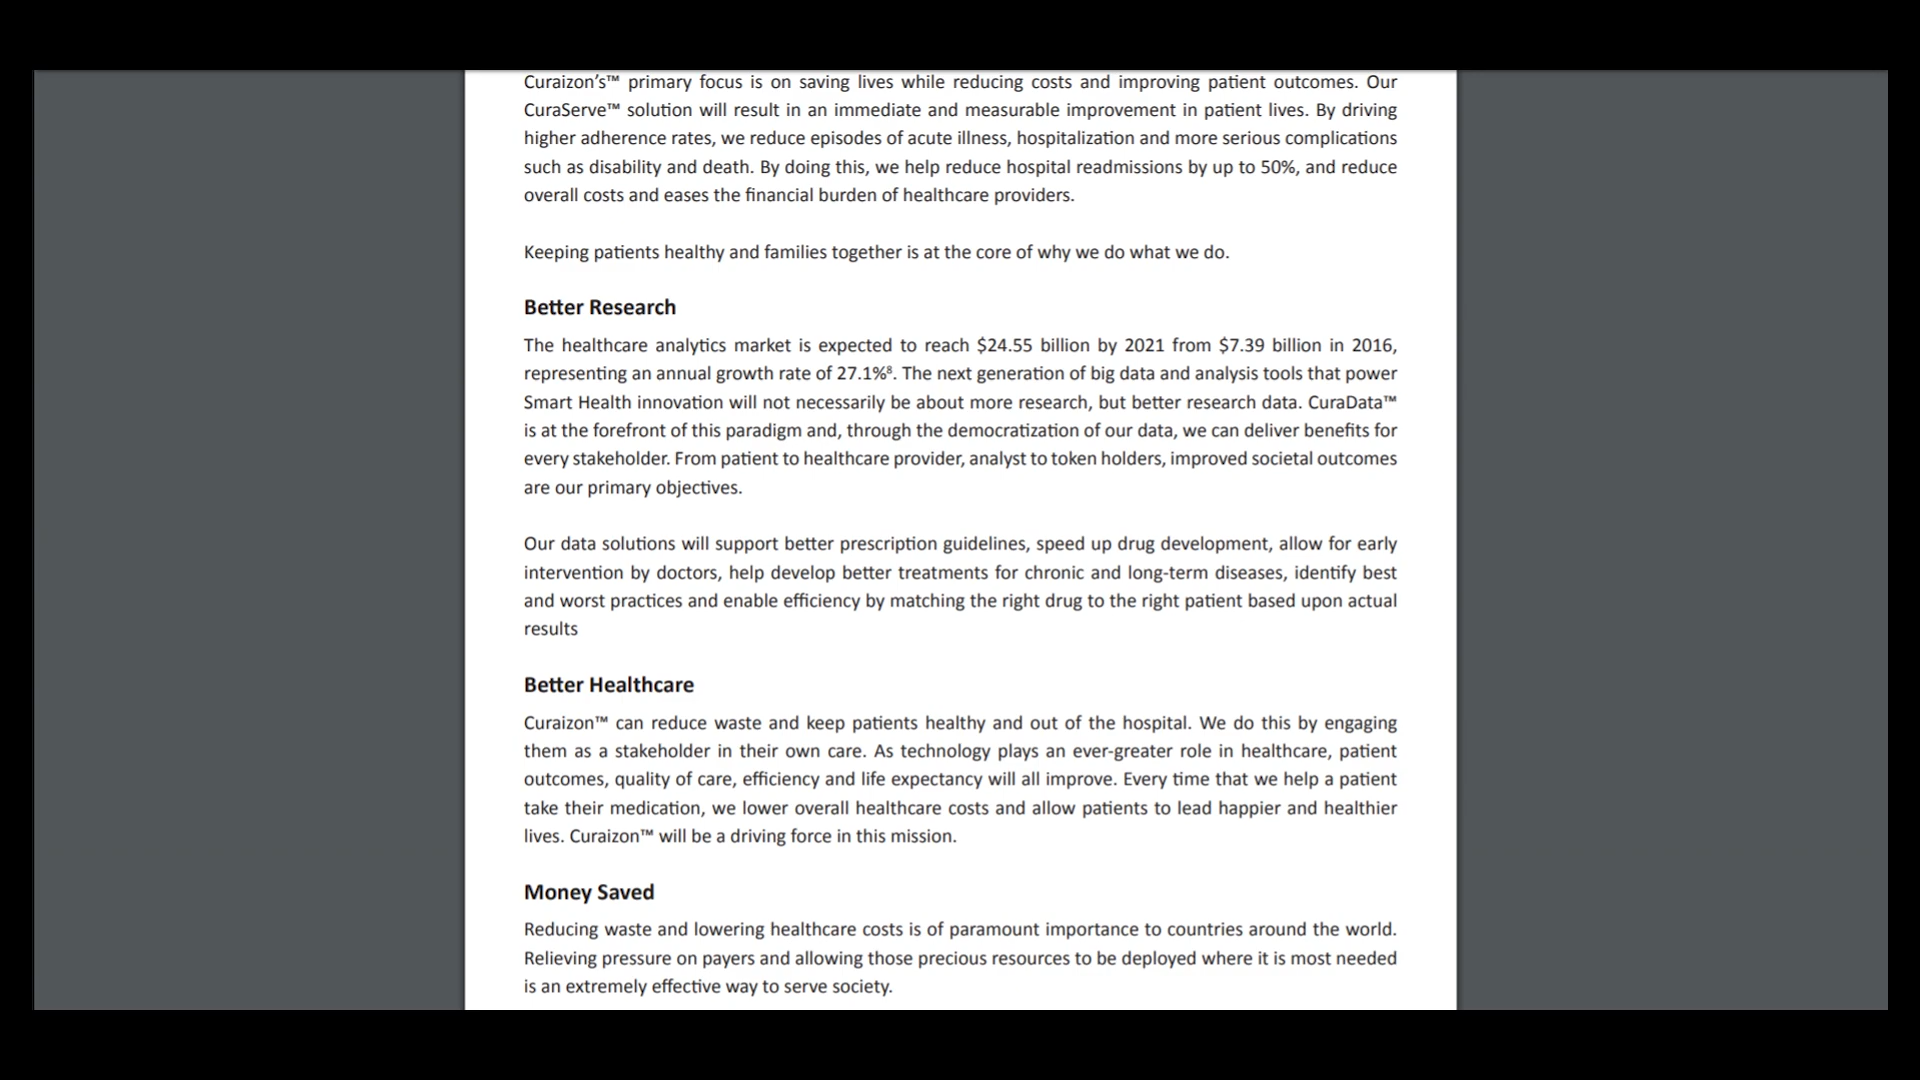 Curaizon’s™ primary focus is on saving lives while reducing costs and improving patient outcomes. Our
CuraServe™ solution will result in an immediate and measurable improvement in patient lives. By driving
higher adherence rates, we reduce episodes of acute illness, hospitalization and more serious complications
such as disability and death. By doing this, we help reduce hospital readmissions by up to 50%, and reduce
overall costs and eases the financial burden of healthcare providers.
Keeping patients healthy and families together is at the core of why we do what we do.
Better Research
The healthcare analytics market is expected to reach $24.55 billion by 2021 from $7.39 billion in 2016,
representing an annual growth rate of 27.1%⁸. The next generation of big data and analysis tools that power
Smart Health innovation will not necessarily be about more research, but better research data. CuraData™
is at the forefront of this paradigm and, through the democratization of our data, we can deliver benefits for
every stakeholder. From patient to healthcare provider, analyst to token holders, improved societal outcomes
are our primary objectives.
Our data solutions will support better prescription guidelines, speed up drug development, allow for early
intervention by doctors, help develop better treatments for chronic and long-term diseases, identify best
and worst practices and enable efficiency by matching the right drug to the right patient based upon actual
results
Better Healthcare
Curaizon™ can reduce waste and keep patients healthy and out of the hospital. We do this by engaging
them as a stakeholder in their own care. As technology plays an ever-greater role in healthcare, patient
outcomes, quality of care, efficiency and life expectancy will all improve. Every time that we help a patient
take their medication, we lower overall healthcare costs and allow patients to lead happier and healthier
lives. Curaizon™ will be a driving force in this mission.
Money Saved
Reducing waste and lowering healthcare costs is of paramount importance to countries around the world.
Relieving pressure on payers and allowing those precious resources to be deployed where it is most needed
is an extremely effective way to serve society.